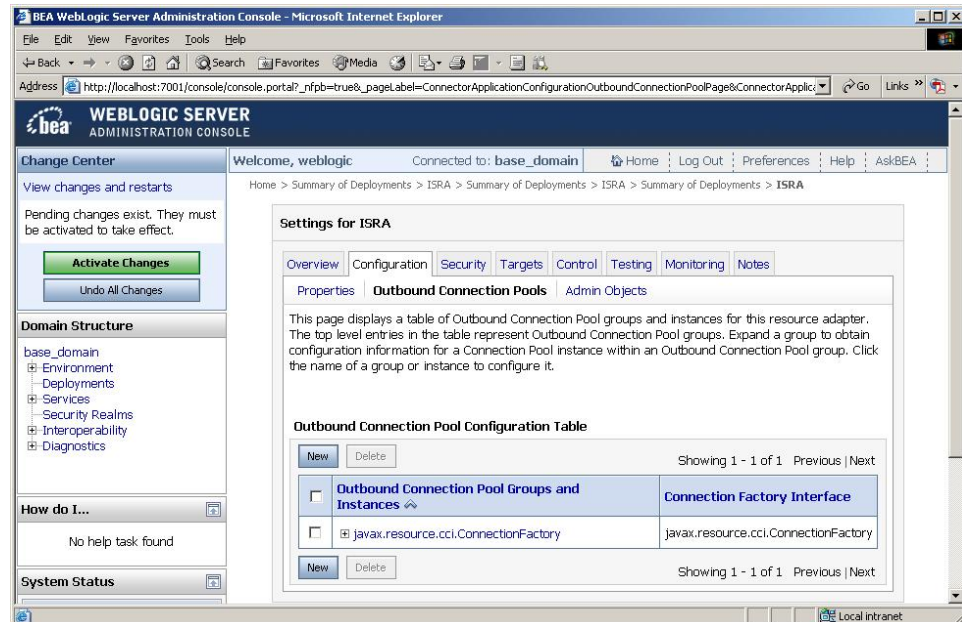 BEA WebLogic Server Administration Console - Microsoft Internet Explorer
File Edit View Favorites Tools Help
Back Search Favorites Media
Address http://localhost:7001/console/console.portal?_nfpb=true&_pageLabel=ConnectorApplicationConfigurationOutboundConnectionPoolPage&ConnectorApplic Go Links »
bea WEBLOGIC SERVER
ADMINISTRATION CONSOLE
Change Center
Welcome, weblogic Connected to: base_domain Home Log Out Preferences Help AskBEA
View changes and restarts
Home > Summary of Deployments > ISRA > Summary of Deployments > ISRA > Summary of Deployments > ISRA
Pending changes exist. They must
be activated to take effect.
Activate Changes
Undo All Changes
Settings for ISRA
Overview Configuration Security Targets Control Testing Monitoring Notes
Properties Outbound Connection Pools Admin Objects
This page displays a table of Outbound Connection Pool groups and instances for this resource adapter.
The top level entries in the table represent Outbound Connection Pool groups. Expand a group to obtain
configuration information for a Connection Pool instance within an Outbound Connection Pool group. Click
the name of a group or instance to configure it.
Domain Structure
base_domain
Environment
Deployments
Services
Security Realms
Interoperability
Diagnostics
Outbound Connection Pool Configuration Table
New Delete Showing 1 - 1 of 1 Previous | Next
Outbound Connection Pool Groups and
Instances
Connection Factory Interface
javax.resource.cci.ConnectionFactory javax.resource.cci.ConnectionFactory
New Delete Showing 1 - 1 of 1 Previous | Next
How do I...
No help task found
System Status
Local intranet